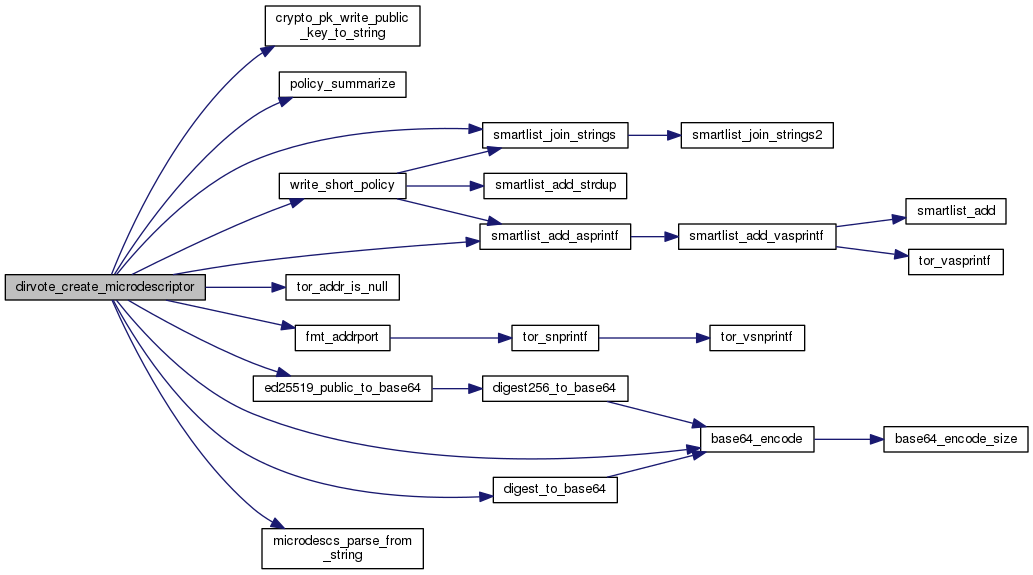 crypto_pk_write_public
_key_to_string
policy_summarize
smartlist_join_strings
smartlist_join_strings2
write_short_policy
smartlist_add_strdup
smartlist_add
smartlist_add_asprintf
smartlist_add_vasprintf
tor_vasprintf
dirvote_create_microdescriptor
tor_addr_is_null
fmt_addrport
tor_snprintf
tor_vsnprintf
ed25519_public_to_base64
digest256_to_base64
base64_encode
base64_encode_size
digest_to_base64
microdescs_parse_from
_string